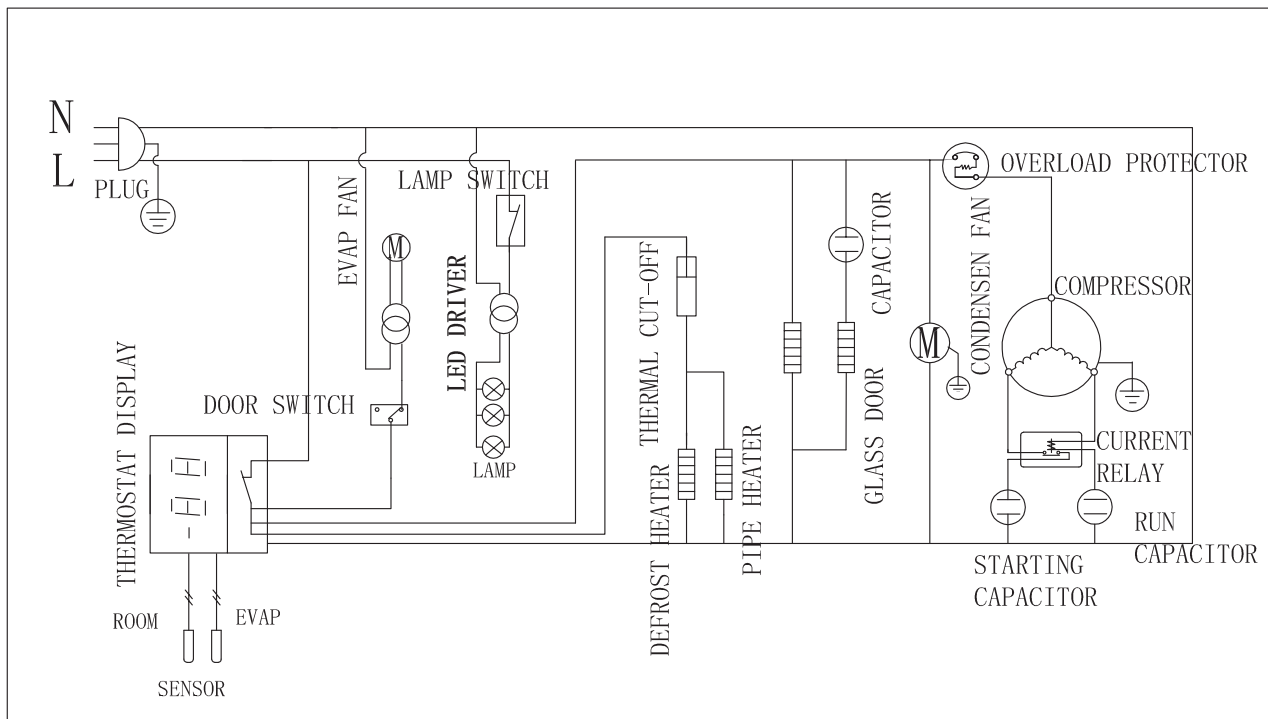 N
L
PLUG
LAMP SWITCH
EVAP FAN
M
LED DRIVER
DOOR SWITCH
LAMP
THERMOSTAT DISPLAY
ROOM
EVAP
SENSOR
THERMAL CUT-OFF
DEFROST HEATER
PIPE HEATER
CAPACITOR
GLASS DOOR
M
CONDENSEN FAN
OVERLOAD PROTECTOR
COMPRESSOR
CURRENT
RELAY
STARTING
CAPACITOR
RUN
CAPACITOR